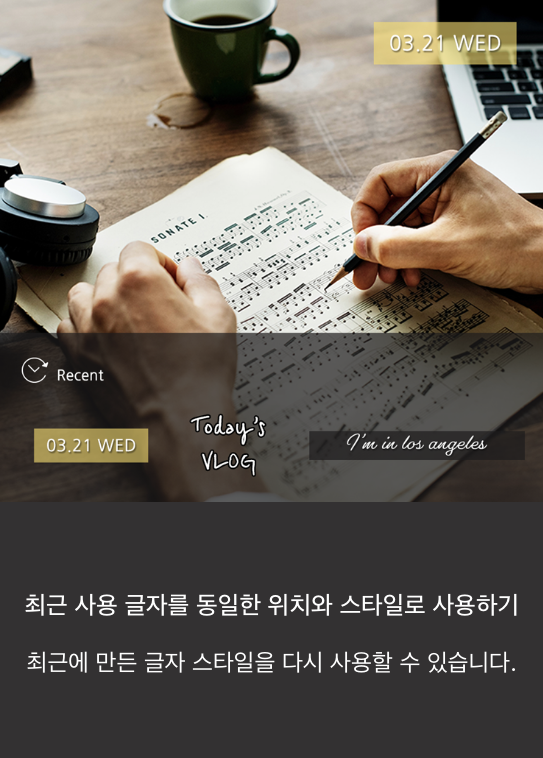 03.21 WED
SONATE I.
Recent
03.21 WED
Today's
VLOG
I'm in los angeles
최근 사용 글자를 동일한 위치와 스타일로 사용하기
최근에 만든 글자 스타일을 다시 사용할 수 있습니다.